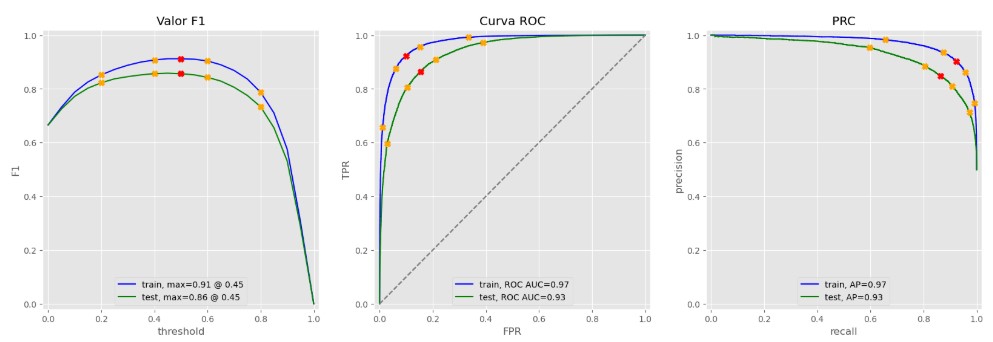 Valor F1
F1
1.0
0.8
0.6
0.4
0.2
0.0
train, max=0.91 @ 0.45
test, max=0.86 @ 0.45
0.0 0.2 0.4 0.6 0.8 1.0
threshold
Curva ROC
TPR
1.0
0.8
0.6
0.4
0.2
0.0
train, ROC AUC=0.97
test, ROC AUC=0.93
0.0 0.2 0.4 0.6 0.8 1.0
FPR
PRC
precision
1.0
0.8
0.6
0.4
0.2
0.0
train, AP=0.97
test, AP=0.93
0.0 0.2 0.4 0.6 0.8 1.0
recall